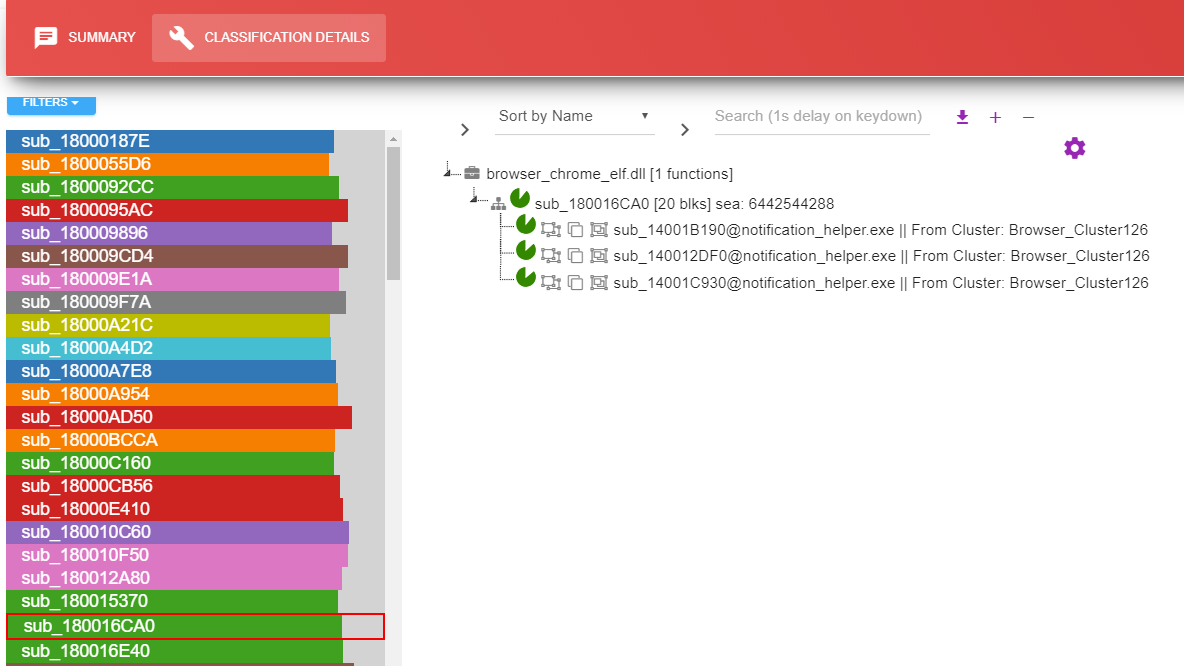 SUMMARY
CLASSIFICATION DETAILS
FILTERS
sub_18000187E
sub_1800055D6
sub_1800092CC
sub_1800095AC
sub_180009896
sub_180009CD4
sub_180009E1A
sub_180009F7A
sub_18000A21C
sub_18000A4D2
sub_18000A7E8
sub_18000A954
sub_18000AD50
sub_18000BCCA
sub_18000C160
sub_18000CB56
sub_18000E410
sub_180010C60
sub_180010F50
sub_180012A80
sub_180015370
sub_180016CA0
sub_180016E40
Sort by Name
Search (1s delay on keydown)
browser_chrome_elf.dll [1 functions]
sub_180016CA0 [20 blks] sea: 6442544288
sub_14001B190@notification_helper.exe || From Cluster: Browser_Cluster126
sub_140012DF0@notification_helper.exe || From Cluster: Browser_Cluster126
sub_14001C930@notification_helper.exe || From Cluster: Browser_Cluster126